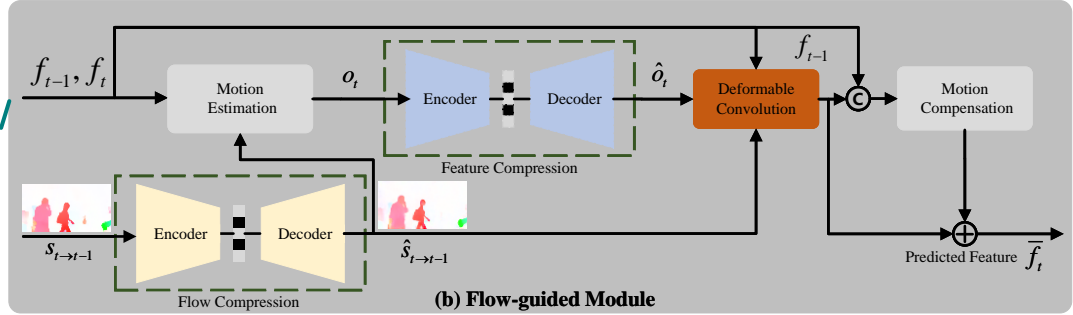 f_{t-1}, f_t
Motion
Estimation
o_t
Encoder
Decoder
Feature Compression
ô_t
Deformable
Convolution
f_{t-1}
C
Motion
Compensation
s_{t→t-1}
Encoder
Decoder
Flow Compression
ŝ_{t→t-1}
+
Predicted Feature
f̅_t
(b) Flow-guided Module